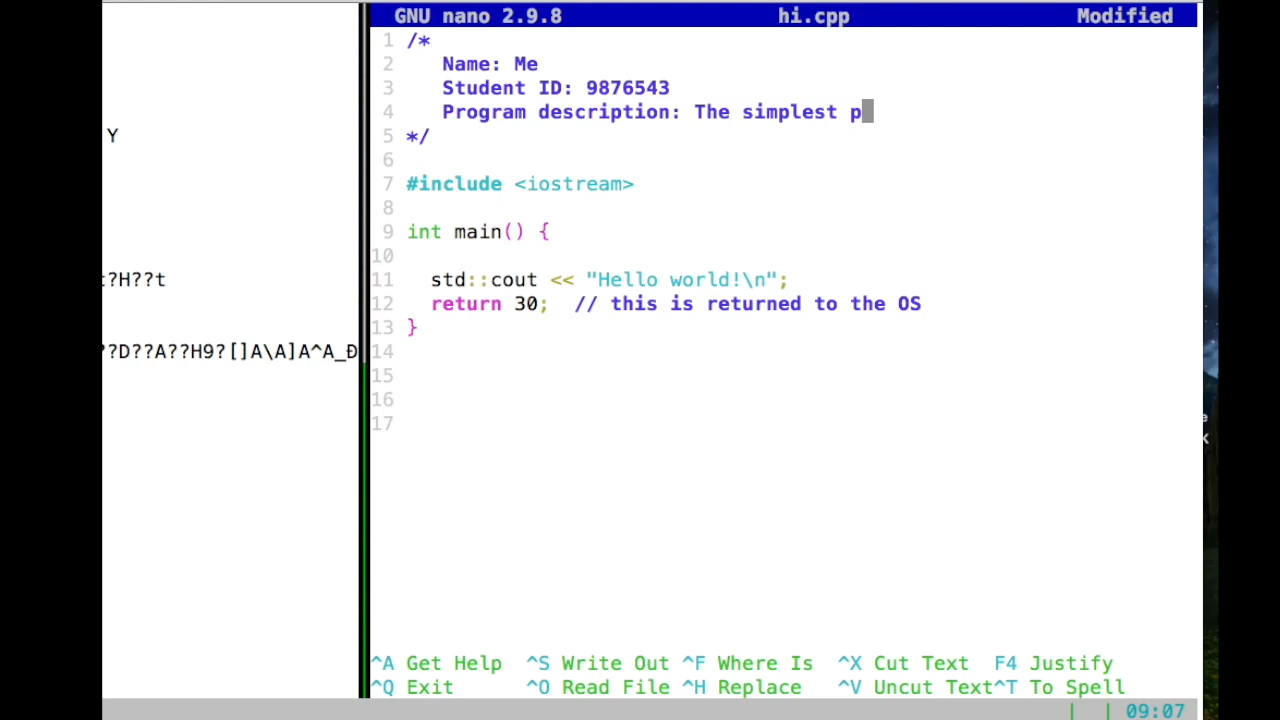 GNU nano 2.9.8 hi.cpp Modified
1 /*
2 Name: Me
3 Student ID: 9876543
4 Program description: The simplest p
5 */
6
7 #include <iostream>
8
9 int main() {
10
11 std::cout << "Hello world!\n";
12 return 30; // this is returned to the OS
13 }
14
15
16
17
Y
?H??t
?D??A??H9?[]A\A]A^A_Đ
^A Get Help ^S Write Out ^F Where Is ^X Cut Text F4 Justify
^Q Exit ^O Read File ^H Replace ^V Uncut Text^T To Spell
| | 09:07